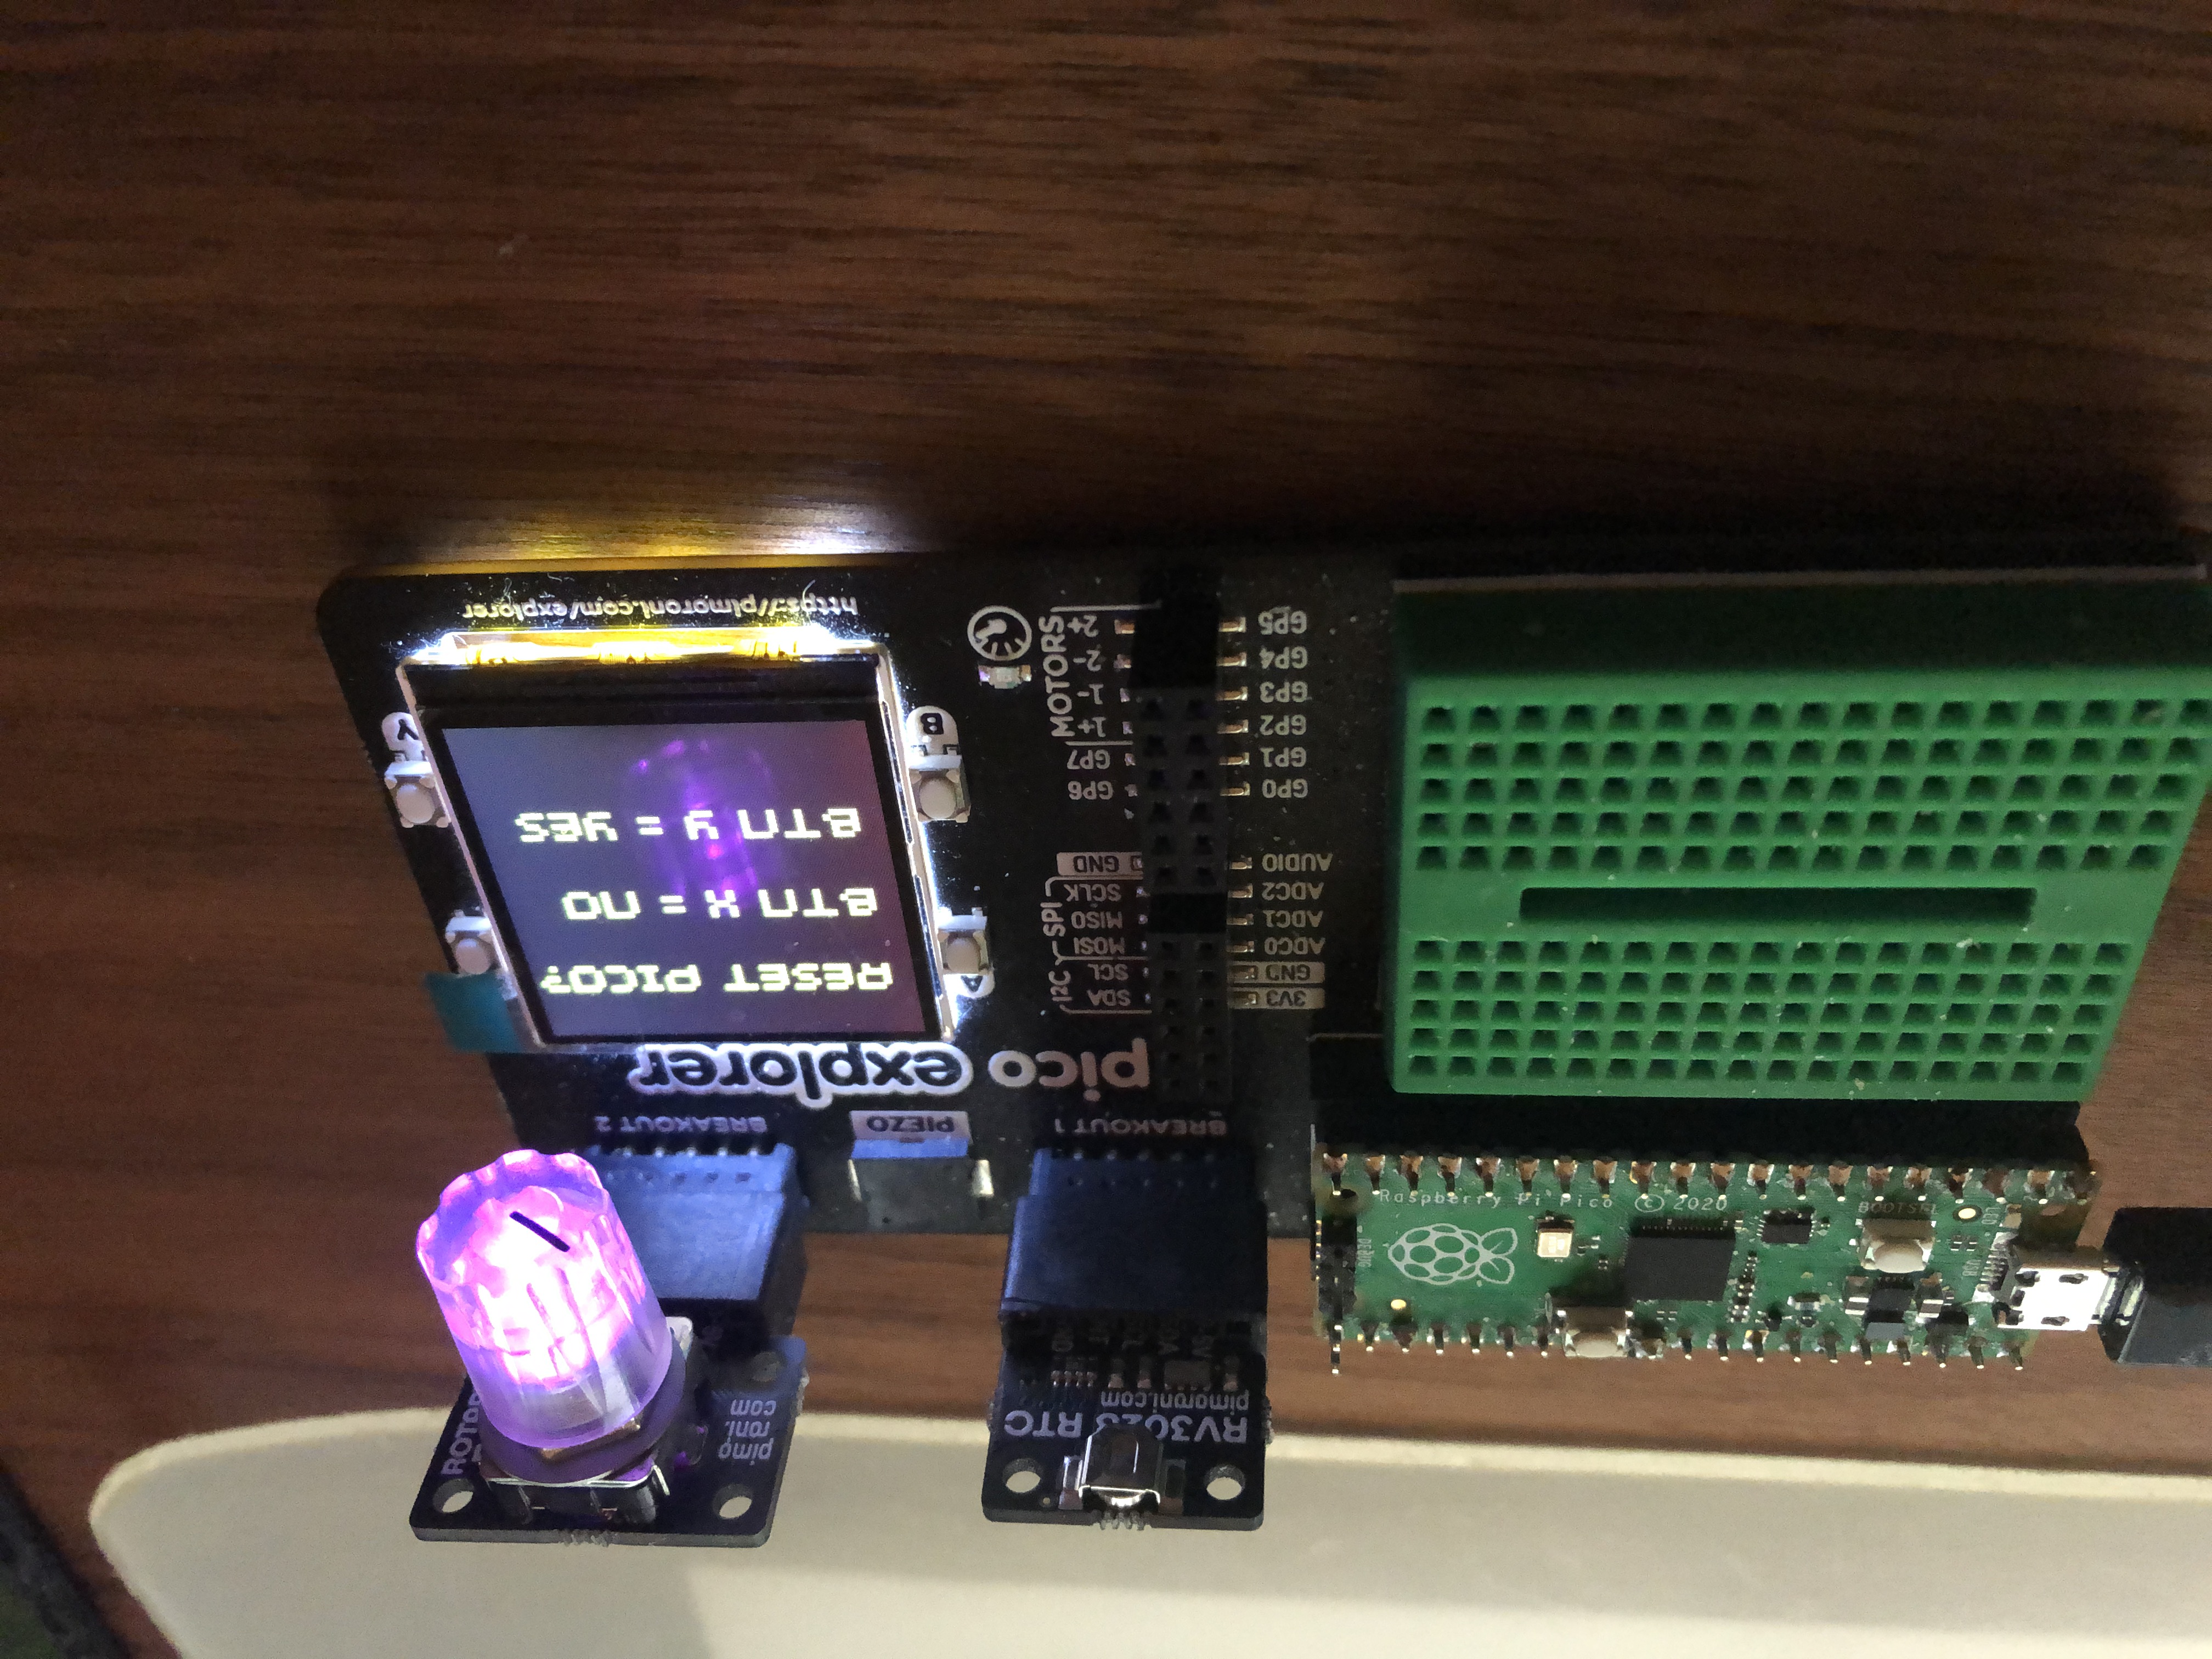 RV3028 RTC
pimoroni.com
pimo
roni.
com
BOOTSEL
DEBUG
Raspberry Pi Pico © 2020
BREAKOUT 1
PIEZO
BREAKOUT 2
pico explorer
3V3
GND
ADC0
ADC1
ADC2
AUDIO
SDA
SCL
I2C
MOSI
MISO
SCLK
SPI
GND
GP0
GP1
GP2
GP3
GP4
GP5
GP6
GP7
1+
1-
2-
2+
MOTORS
A
B
Y
RESET PICO?
BTN X = NO
BTN Y = YES
https://pimoroni.com/explorer